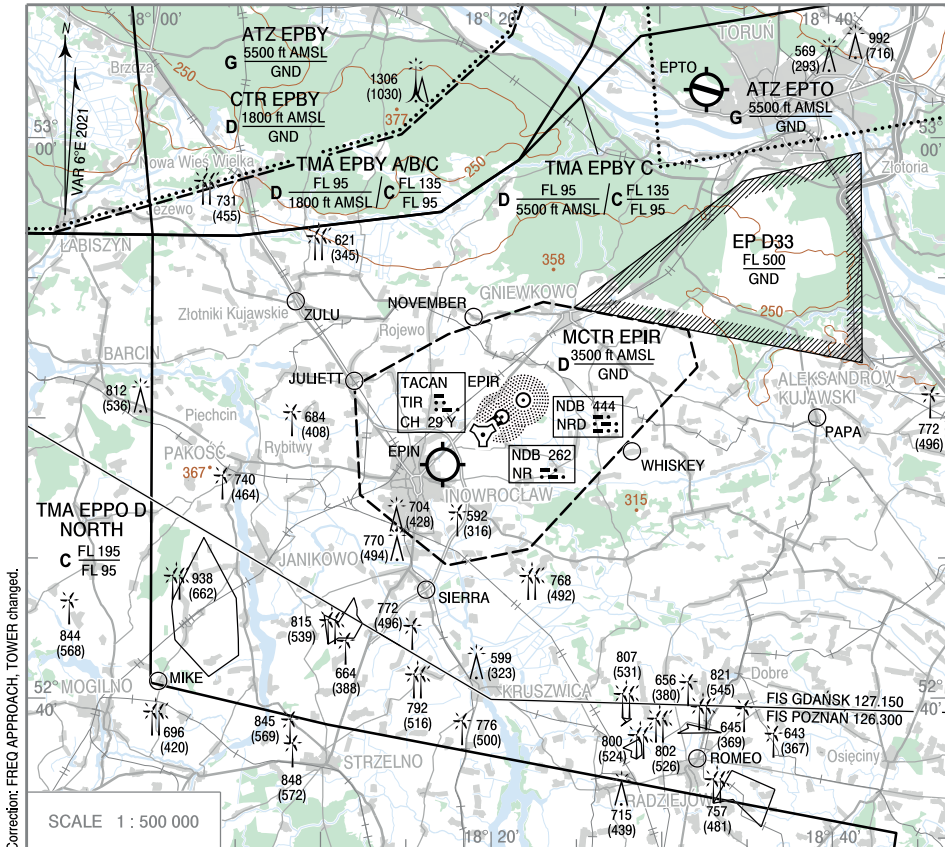 18° 00'
18° 20'
18° 40'
N
VAR 6°E 2021
53°
00'
ATZ EPBY
G 5500 ft AMSL
GND
CTR EPBY
D 1800 ft AMSL
GND
Brzoza
250
1306
(1030)
377
TORUŃ
569
(293)
992
(716)
EPTO
ATZ EPTO
G 5500 ft AMSL
GND
53°
00'
Złotoria
Nowa Wieś Wielka
731
(455)
TMA EPBY A/B/C
D FL 95
1800 ft AMSL
/ C FL 135
FL 95
250
TMA EPBY C
D FL 95
5500 ft AMSL
/ C FL 135
FL 95
ŁABISZYN
621
(345)
358
EP D33
FL 500
GND
250
Złotniki Kujawskie
ZULU
NOVEMBER
GNIEWKOWO
Rojewo
MCTR EPIR
D 3500 ft AMSL
GND
BARCIN
JULIETT
812
(536)
Piechcin
684
(408)
Rybitwy
TACAN
TIR
CH 29 Y
EPIR
NDB 444
NRD
NDB 262
NR
ALEKSANDRÓW
KUJAWSKI
PAPA
772
(496)
PAKOŚĆ
367
740
(464)
EPIN
WHISKEY
INOWROCŁAW
315
704
(428)
592
(316)
770
(494)
JANIKOWO
TMA EPPO D
NORTH
C FL 195
FL 95
938
(662)
844
(568)
768
(492)
SIERRA
815
(539)
772
(496)
664
(388)
599
(323)
792
(516)
KRUSZWICA
807
(531)
656
(380)
821
(545)
Dobre
FIS GDAŃSK 127.150
FIS POZNAŃ 126.300
52°
40'
52°
40'
MOGILNO
MIKE
696
(420)
845
(569)
848
(572)
776
(500)
STRZELNO
800
(524)
802
(526)
645
(369)
643
(367)
ROMEO
Osięciny
RADZIEJÓW
715
(439)
757
(481)
SCALE 1 : 500 000
18° 20'
18° 40'
Correction: FREQ APPROACH, TOWER changed.